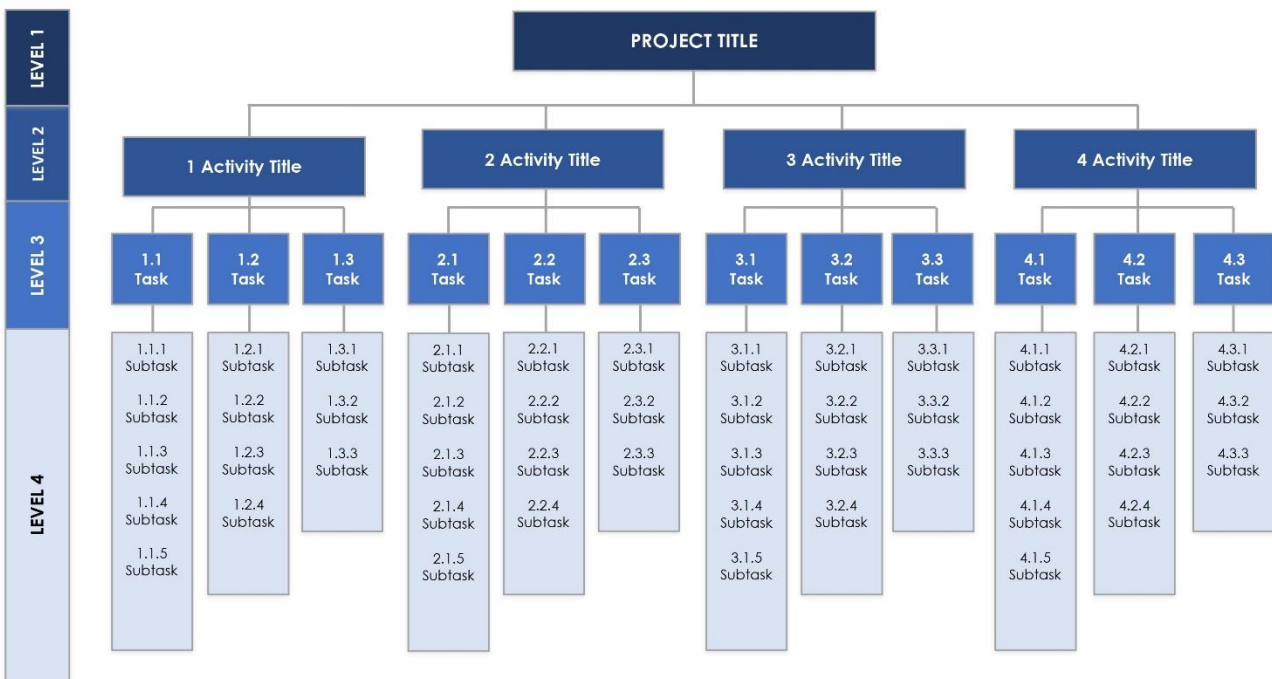 LEVEL 1
PROJECT TITLE
LEVEL 2
1 Activity Title
2 Activity Title
3 Activity Title
4 Activity Title
LEVEL 3
1.1
Task
1.2
Task
1.3
Task
2.1
Task
2.2
Task
2.3
Task
3.1
Task
3.2
Task
3.3
Task
4.1
Task
4.2
Task
4.3
Task
LEVEL 4
1.1.1
Subtask
1.1.2
Subtask
1.1.3
Subtask
1.1.4
Subtask
1.1.5
Subtask
1.2.1
Subtask
1.2.2
Subtask
1.2.3
Subtask
1.2.4
Subtask
1.3.1
Subtask
1.3.2
Subtask
1.3.3
Subtask
2.1.1
Subtask
2.1.2
Subtask
2.1.3
Subtask
2.1.4
Subtask
2.1.5
Subtask
2.2.1
Subtask
2.2.2
Subtask
2.2.3
Subtask
2.2.4
Subtask
2.3.1
Subtask
2.3.2
Subtask
2.3.3
Subtask
3.1.1
Subtask
3.1.2
Subtask
3.1.3
Subtask
3.1.4
Subtask
3.1.5
Subtask
3.2.1
Subtask
3.2.2
Subtask
3.2.3
Subtask
3.2.4
Subtask
3.3.1
Subtask
3.3.2
Subtask
3.3.3
Subtask
4.1.1
Subtask
4.1.2
Subtask
4.1.3
Subtask
4.1.4
Subtask
4.1.5
Subtask
4.2.1
Subtask
4.2.2
Subtask
4.2.3
Subtask
4.2.4
Subtask
4.3.1
Subtask
4.3.2
Subtask
4.3.3
Subtask